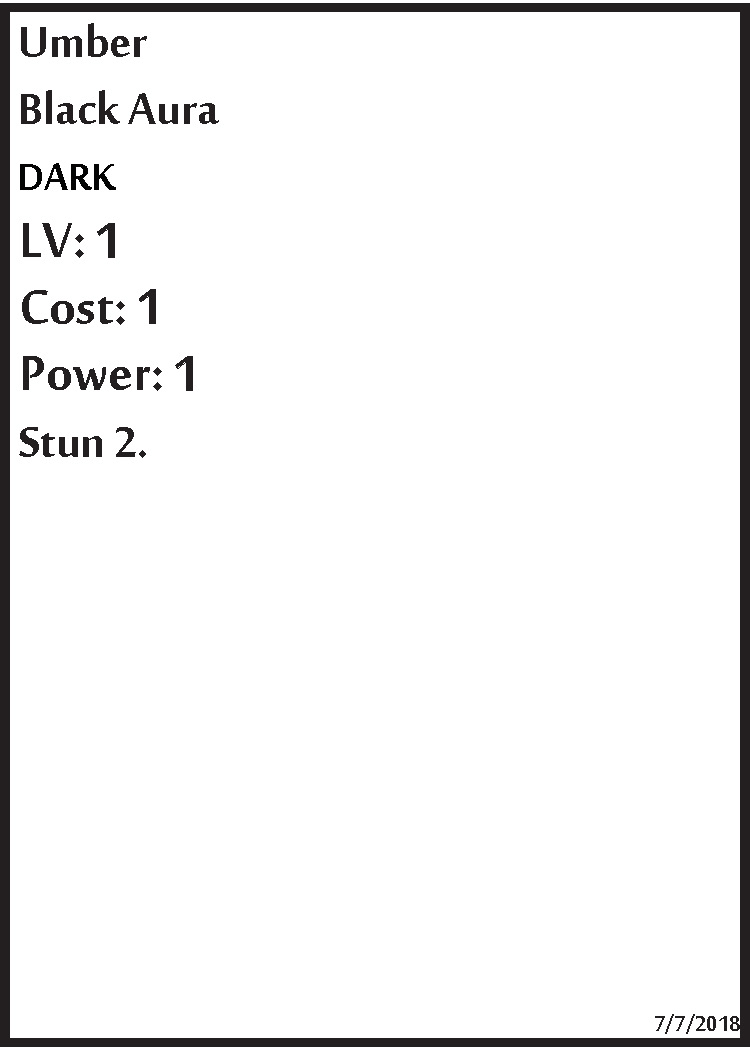 Umber
Black Aura
DARK
LV: 1
Cost: 1
Power: 1
Stun 2.
7/7/2018